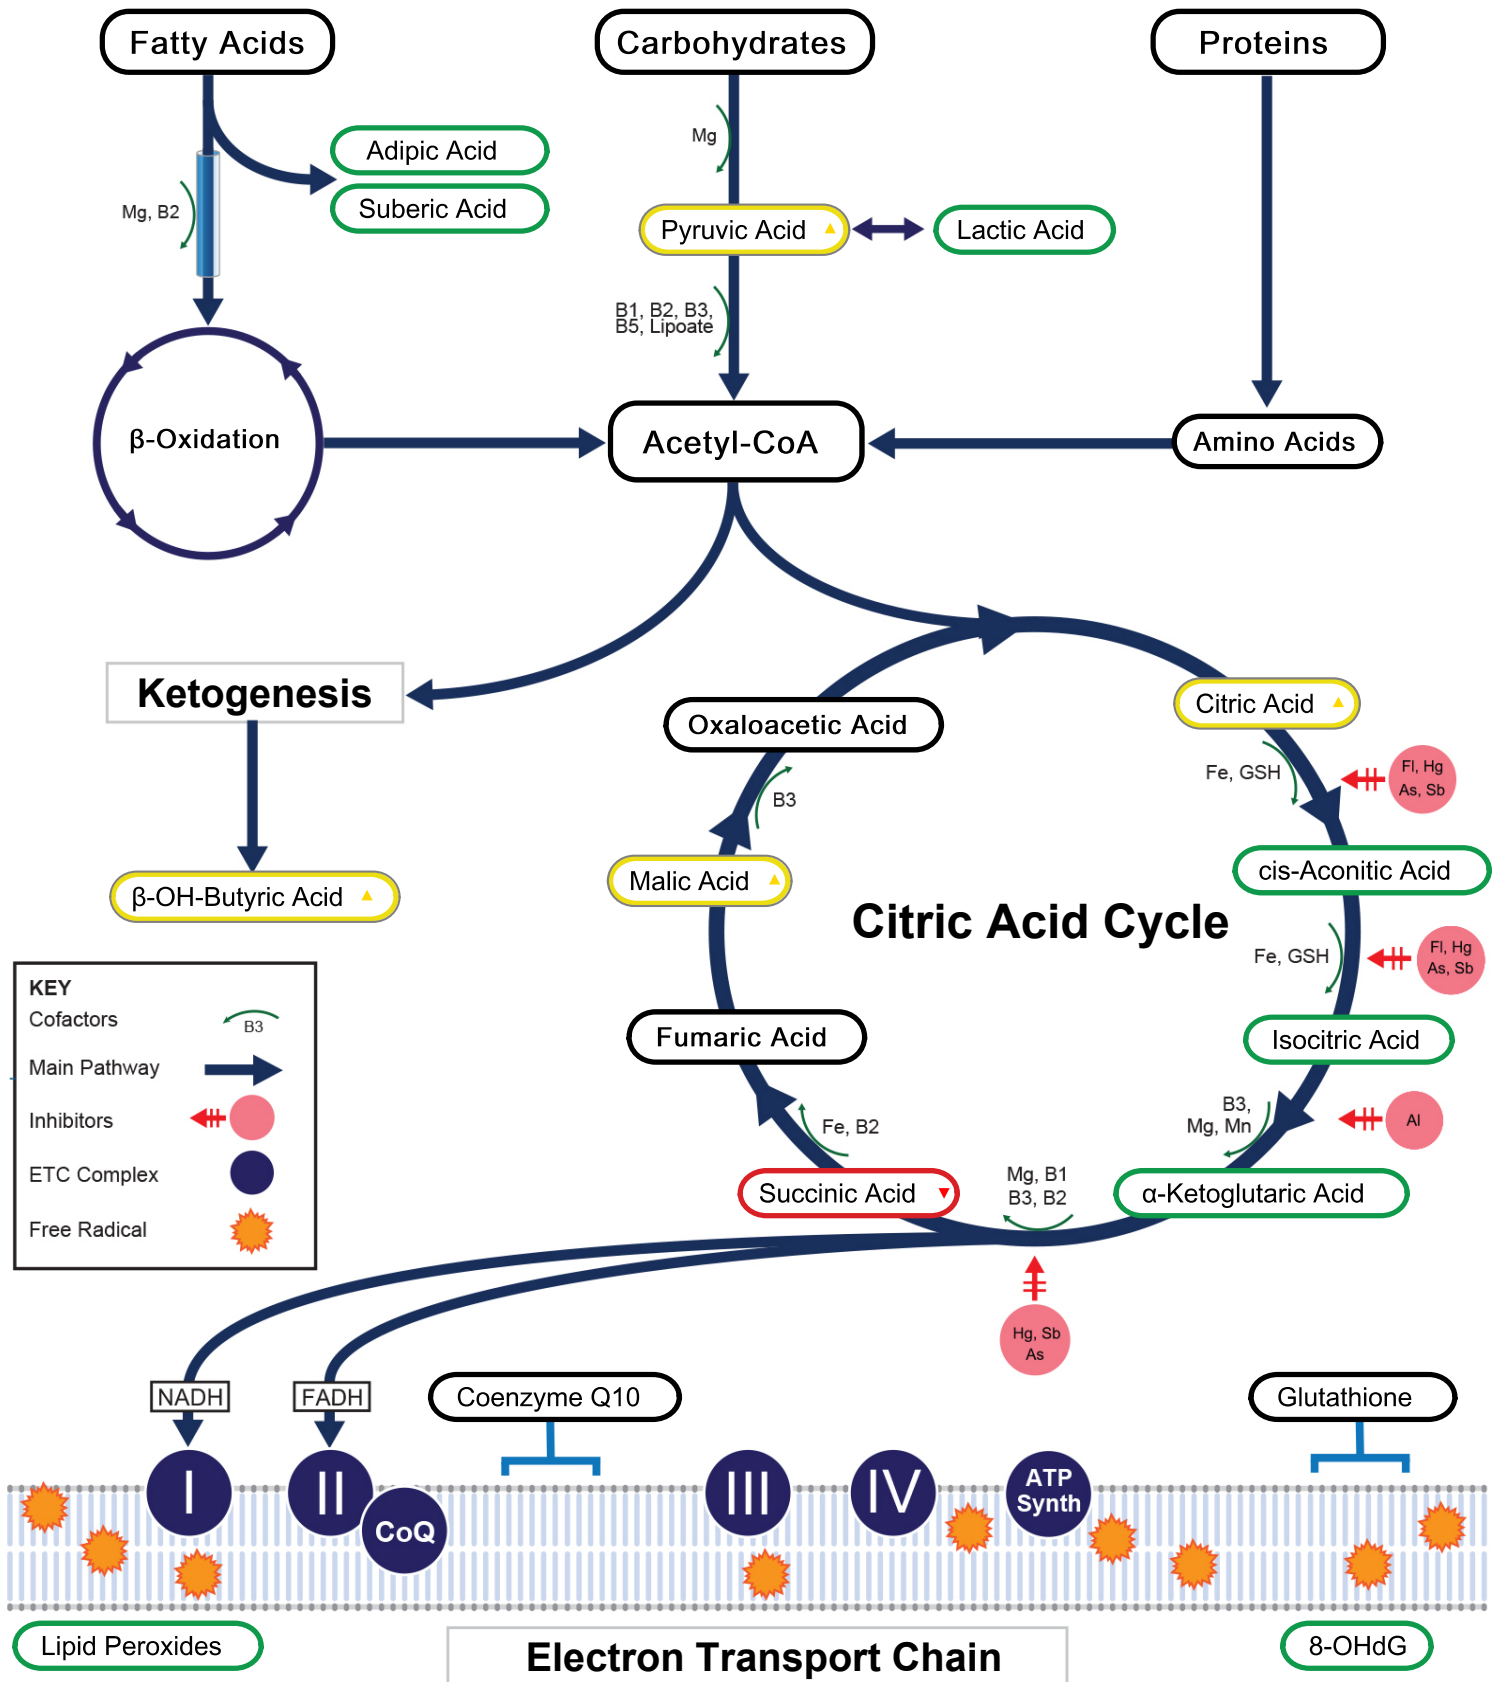 Fatty Acids
Carbohydrates
Proteins
Adipic Acid
Mg
Suberic Acid
Mg, B2
Pyruvic Acid
Lactic Acid
B1, B2, B3,
B5, Lipoate
β-Oxidation
Acetyl-CoA
Amino Acids
Ketogenesis
Oxaloacetic Acid
Citric Acid
Fe, GSH
Fl, Hg
As, Sb
B3
cis-Aconitic Acid
Malic Acid
β-OH-Butyric Acid
Citric Acid Cycle
Fe, GSH
Fl, Hg
As, Sb
KEY
Cofactors
B3
Main Pathway
Inhibitors
ETC Complex
Free Radical
Fumaric Acid
Isocitric Acid
B3,
Mg, Mn
Al
Fe, B2
Succinic Acid
Mg, B1
B3, B2
α-Ketoglutaric Acid
Hg, Sb
As
NADH
FADH
Coenzyme Q10
Glutathione
I
II
CoQ
III
IV
ATP
Synth
Lipid Peroxides
Electron Transport Chain
8-OHdG